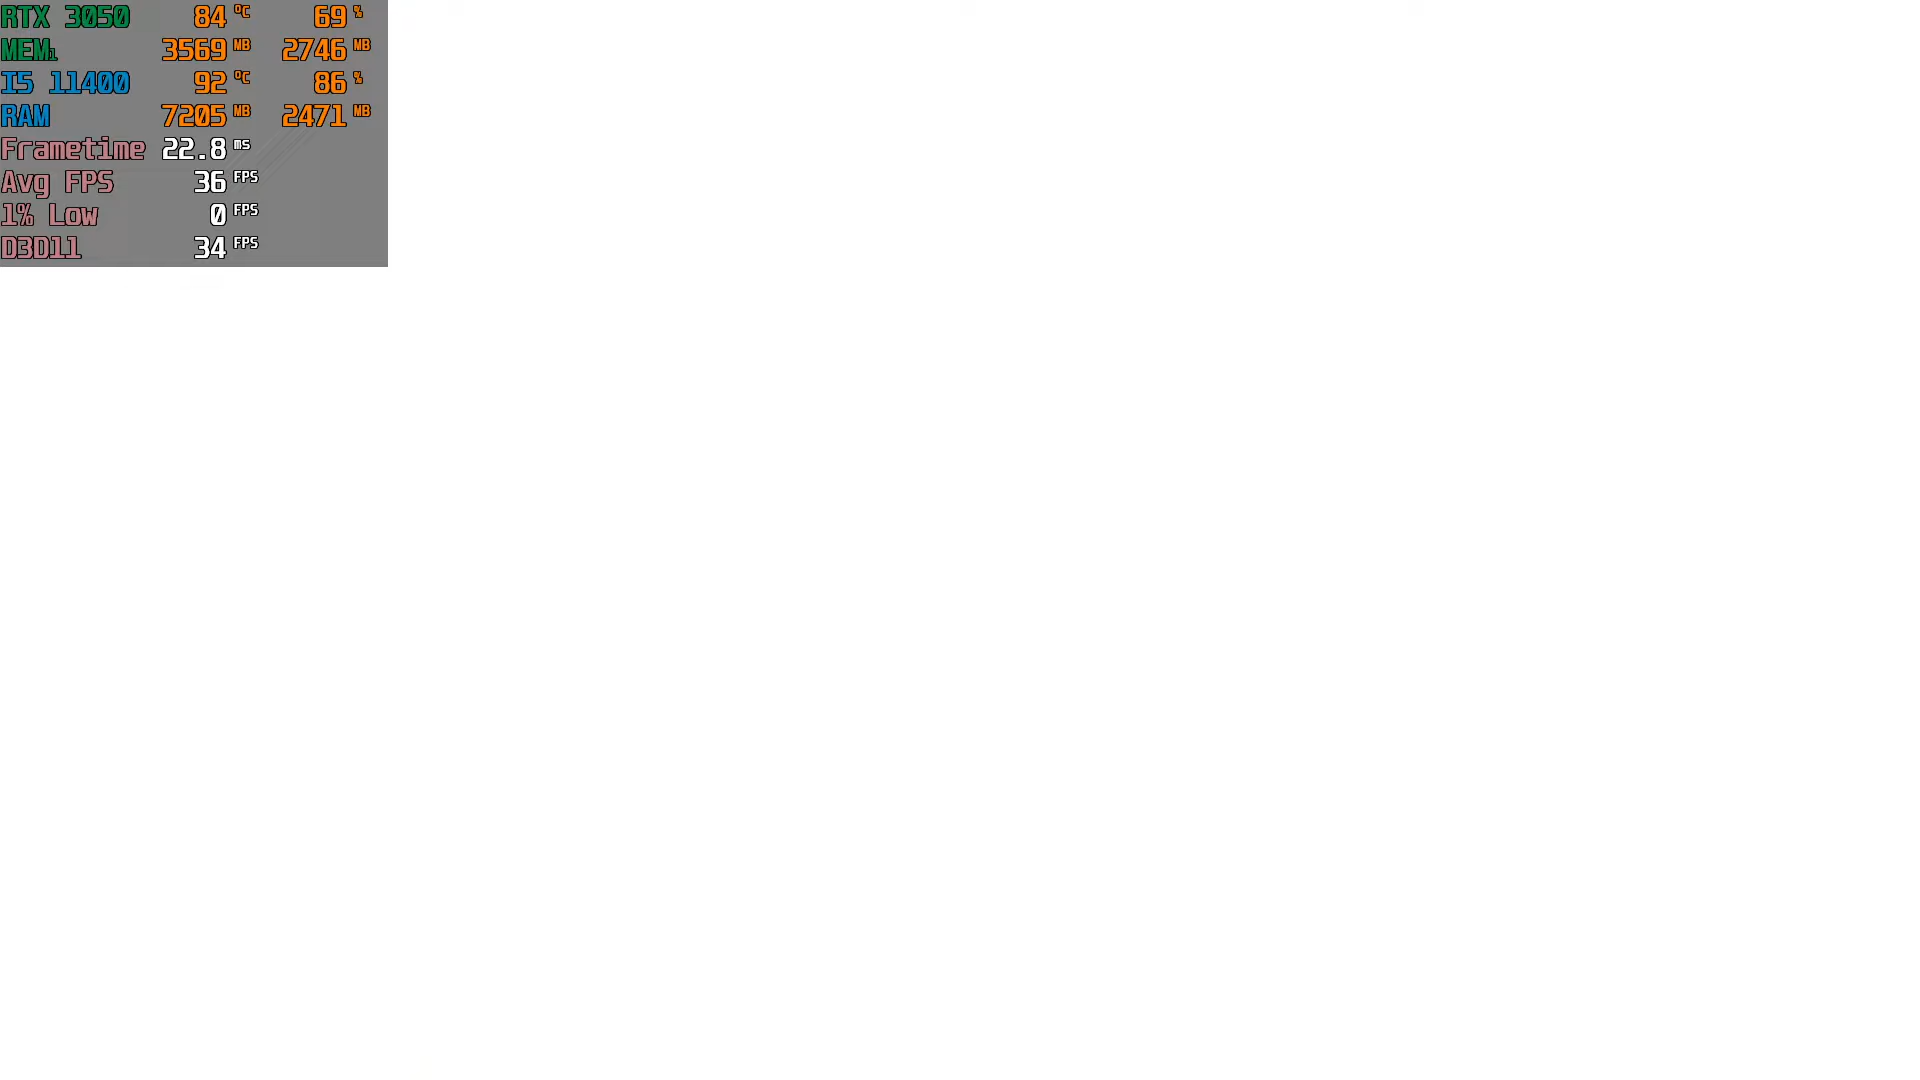 RTX 3050 84 °C 69 %
MEM1 3569 MB 2746 MB
I5 11400 92 °C 86 %
RAM 7205 MB 2471 MB
Frametime 22.8 ms
Avg FPS 36 FPS
1% Low 0 FPS
D3D11 34 FPS